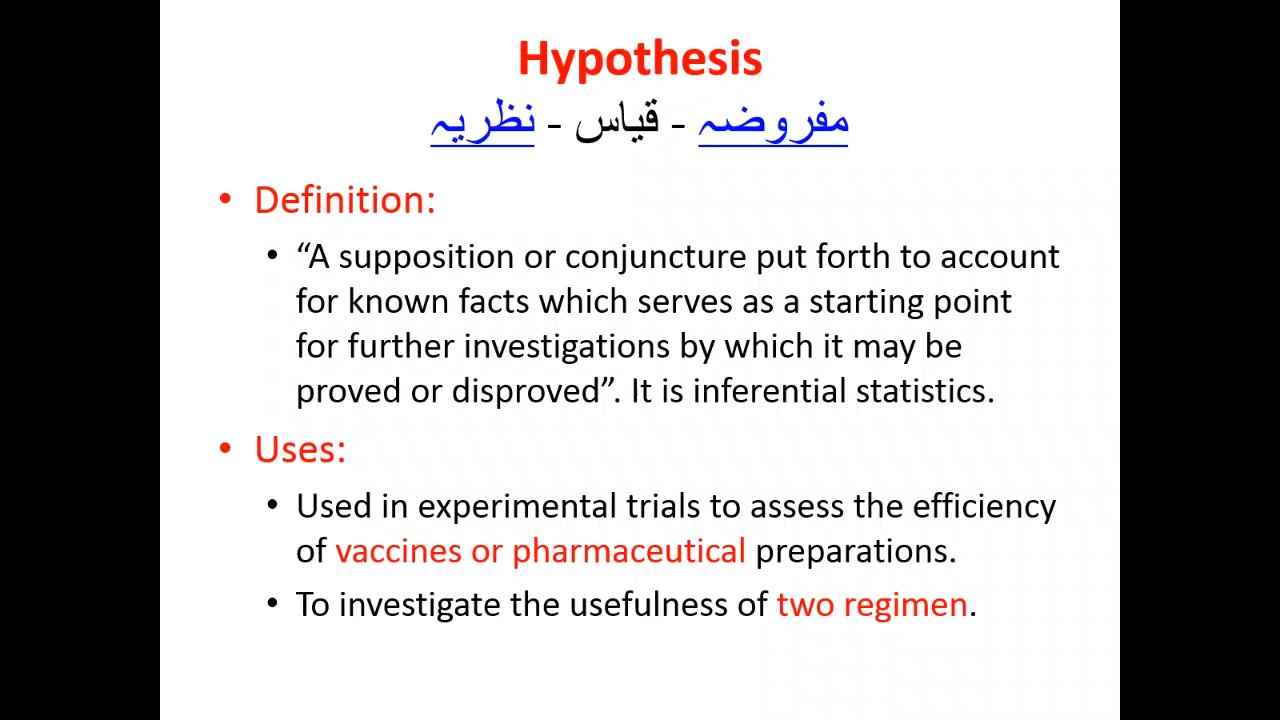 Hypothesis
مفروضہ - قیاس - نظریہ
• Definition:
• “A supposition or conjuncture put forth to account
for known facts which serves as a starting point
for further investigations by which it may be
proved or disproved”. It is inferential statistics.
• Uses:
• Used in experimental trials to assess the efficiency
of vaccines or pharmaceutical preparations.
• To investigate the usefulness of two regimen.